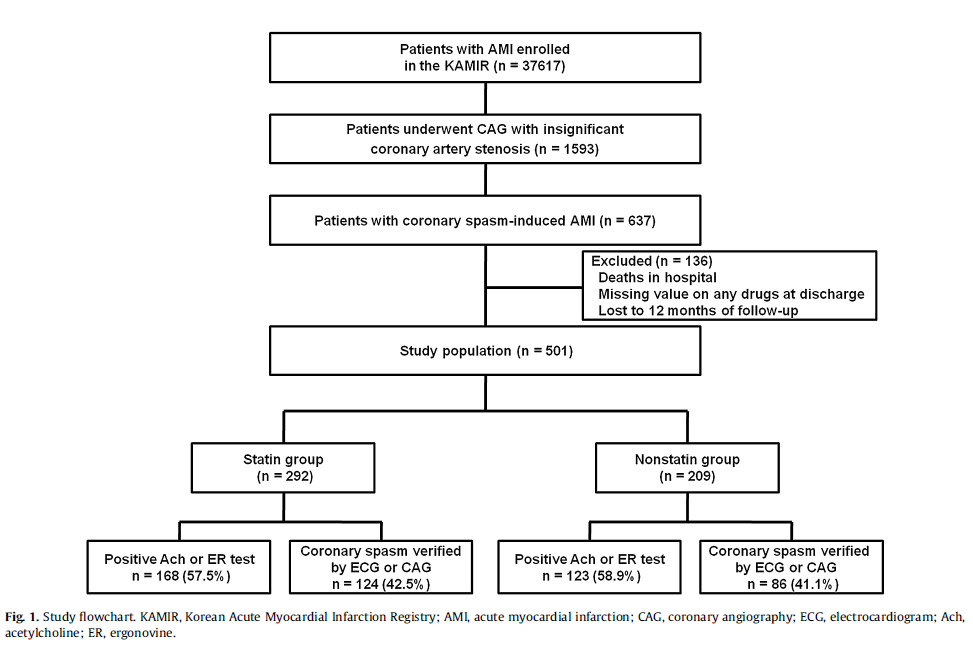 Patients with AMI enrolled
in the KAMIR (n = 37617)
Patients underwent CAG with insignificant
coronary artery stenosis (n = 1593)
Patients with coronary spasm-induced AMI (n = 637)
Excluded (n = 136)
Deaths in hospital
Missing value on any drugs at discharge
Lost to 12 months of follow-up
Study population (n = 501)
Statin group
(n = 292)
Nonstatin group
(n = 209)
Positive Ach or ER test
n = 168 (57.5%)
Coronary spasm verified
by ECG or CAG
n = 124 (42.5%)
Positive Ach or ER test
n = 123 (58.9%)
Coronary spasm verified
by ECG or CAG
n = 86 (41.1%)
Fig. 1. Study flowchart. KAMIR, Korean Acute Myocardial Infarction Registry; AMI, acute myocardial infarction; CAG, coronary angiography; ECG, electrocardiogram; Ach,
acetylcholine; ER, ergonovine.